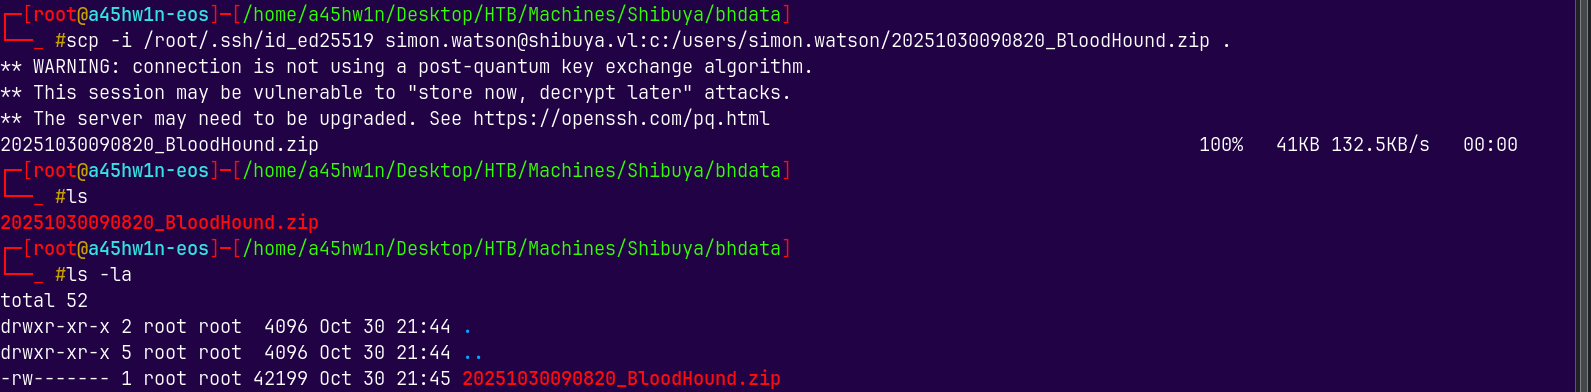 ┌─[root@a45hw1n-eos]─[/home/a45hw1n/Desktop/HTB/Machines/Shibuya/bhdata]
└──_ #scp -i /root/.ssh/id_ed25519 simon.watson@shibuya.vl:c:/users/simon.watson/20251030090820_BloodHound.zip .
** WARNING: connection is not using a post-quantum key exchange algorithm.
** This session may be vulnerable to "store now, decrypt later" attacks.
** The server may need to be upgraded. See https://openssh.com/pq.html
20251030090820_BloodHound.zip 100% 41KB 132.5KB/s 00:00
┌─[root@a45hw1n-eos]─[/home/a45hw1n/Desktop/HTB/Machines/Shibuya/bhdata]
└──_ #ls
20251030090820_BloodHound.zip
┌─[root@a45hw1n-eos]─[/home/a45hw1n/Desktop/HTB/Machines/Shibuya/bhdata]
└──_ #ls -la
total 52
drwxr-xr-x 2 root root  4096 Oct 30 21:44 .
drwxr-xr-x 5 root root  4096 Oct 30 21:44 ..
-rw------- 1 root root 42199 Oct 30 21:45 20251030090820_BloodHound.zip